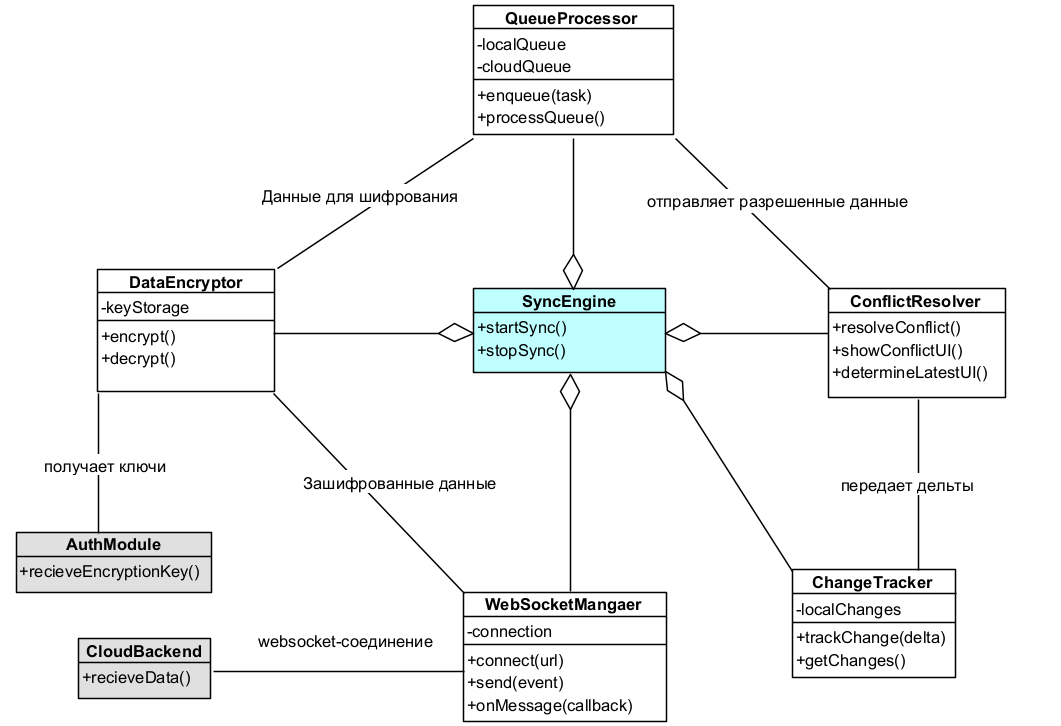 QueueProcessor
-localQueue
-cloudQueue
+enqueue(task)
+processQueue()
Данные для шифрования
отправляет разрешенные данные
DataEncryptor
-keyStorage
+encrypt()
+decrypt()
SyncEngine
+startSync()
+stopSync()
ConflictResolver
+resolveConflict()
+showConflictUI()
+determineLatestUI()
получает ключи
Зашифрованные данные
передает дельты
AuthModule
+recieveEncryptionKey()
ChangeTracker
-localChanges
+trackChange(delta)
+getChanges()
WebSocketMangaer
-connection
+connect(url)
+send(event)
+onMessage(callback)
websocket-соединение
CloudBackend
+recieveData()